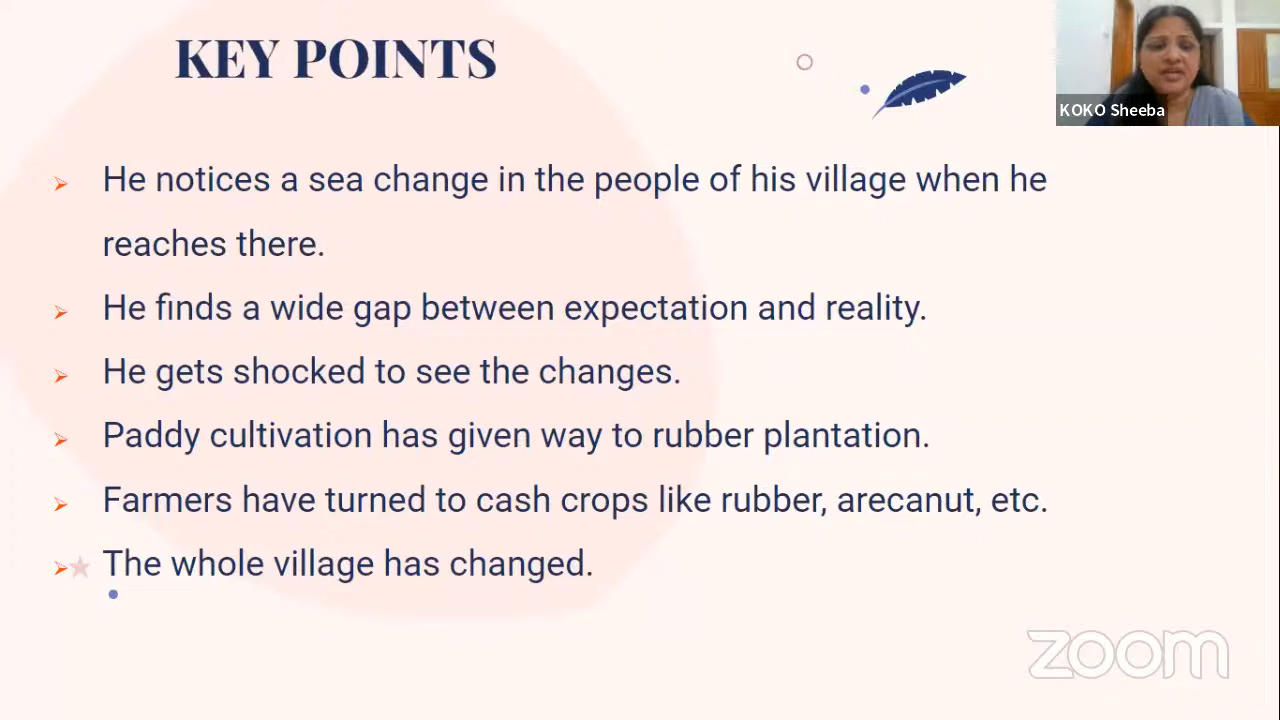 KEY POINTS
KOKO Sheeba
He notices a sea change in the people of his village when he
reaches there.
He finds a wide gap between expectation and reality.
He gets shocked to see the changes.
Paddy cultivation has given way to rubber plantation.
Farmers have turned to cash crops like rubber, arecanut, etc.
The whole village has changed.
zoom